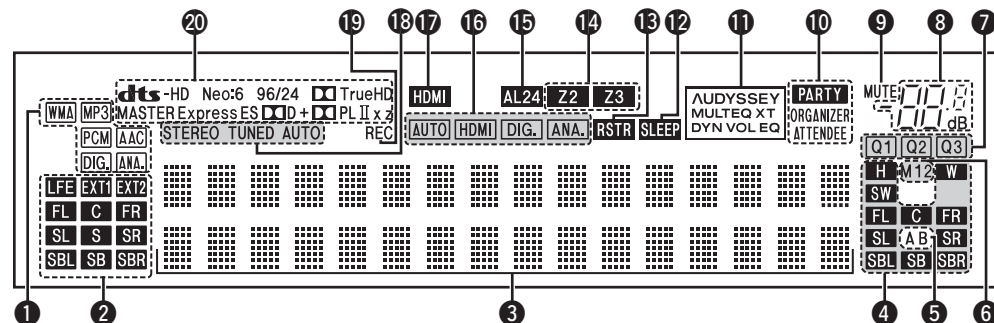 ⓴ ⓳ ⓲ ⓱ ⓰ ⓯ ⓮ ⓭ ⓬ ⓫ ❿ ❾ ❽ ❼
dts -HD Neo:6 96/24 TrueHD
MASTER Express ES D + PL II x z
STEREO TUNED AUTO REC
WMA MP3
PCM AAC
DIG. ANA.
LFE EXT1 EXT2
FL C FR
SL S SR
SBL SB SBR
HDMI AL24 Z2 Z3
AUTO HDMI DIG. ANA. RSTR SLEEP
AUDYSSEY
MULTEQ XT
DYN VOL EQ
PARTY
ORGANIZER
ATTENDEE
MUTE
dB
Q1 Q2 Q3
H M12 W
SW
FL C FR
SL A B SR
SBL SB SBR
❶ ❷ ❸ ❹ ❺ ❻